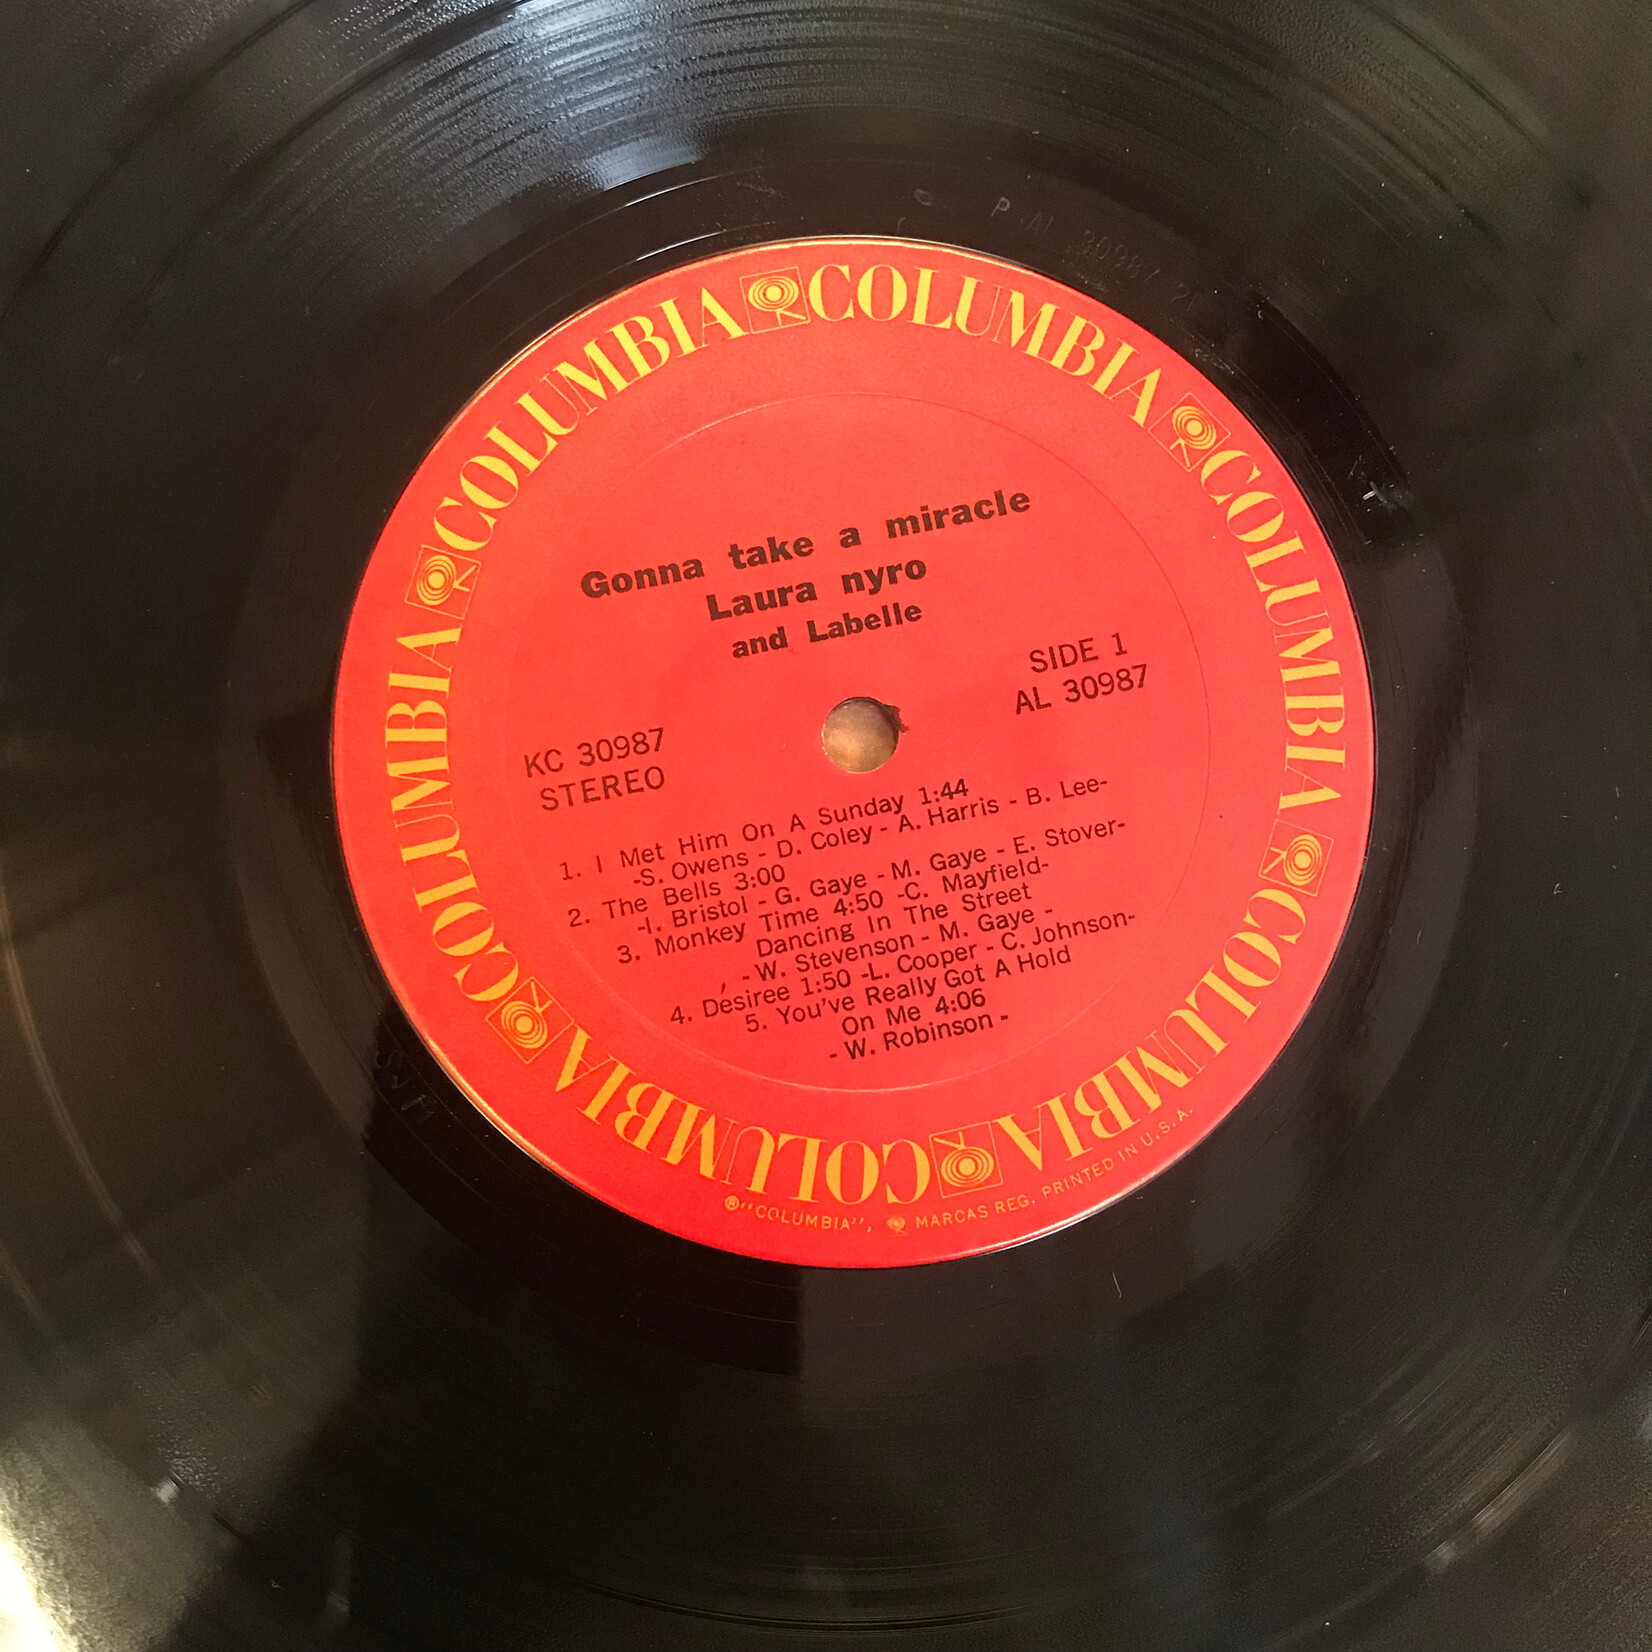 COLUMBIA COLUMBIA COLUMBIA COLUMBIA COLUMBIA COLUMBIA
Gonna take a miracle
Laura nyro
and Labelle
SIDE 1
AL 30987
KC 30987
STEREO
1. I Met Him On A Sunday 1:44
-S. Owens - D. Coley - A. Harris - B. Lee-
2. The Bells 3:00
-I. Bristol - G. Gaye - M. Gaye - E. Stover-
3. Monkey Time 4:50 -C. Mayfield-
Dancing In The Street
- W. Stevenson - M. Gaye -
4. Désiree 1:50 -L. Cooper - C. Johnson-
5. You've Really Got A Hold
On Me 4:06
- W. Robinson -
®"COLUMBIA", MARCAS REG. PRINTED IN U.S.A.